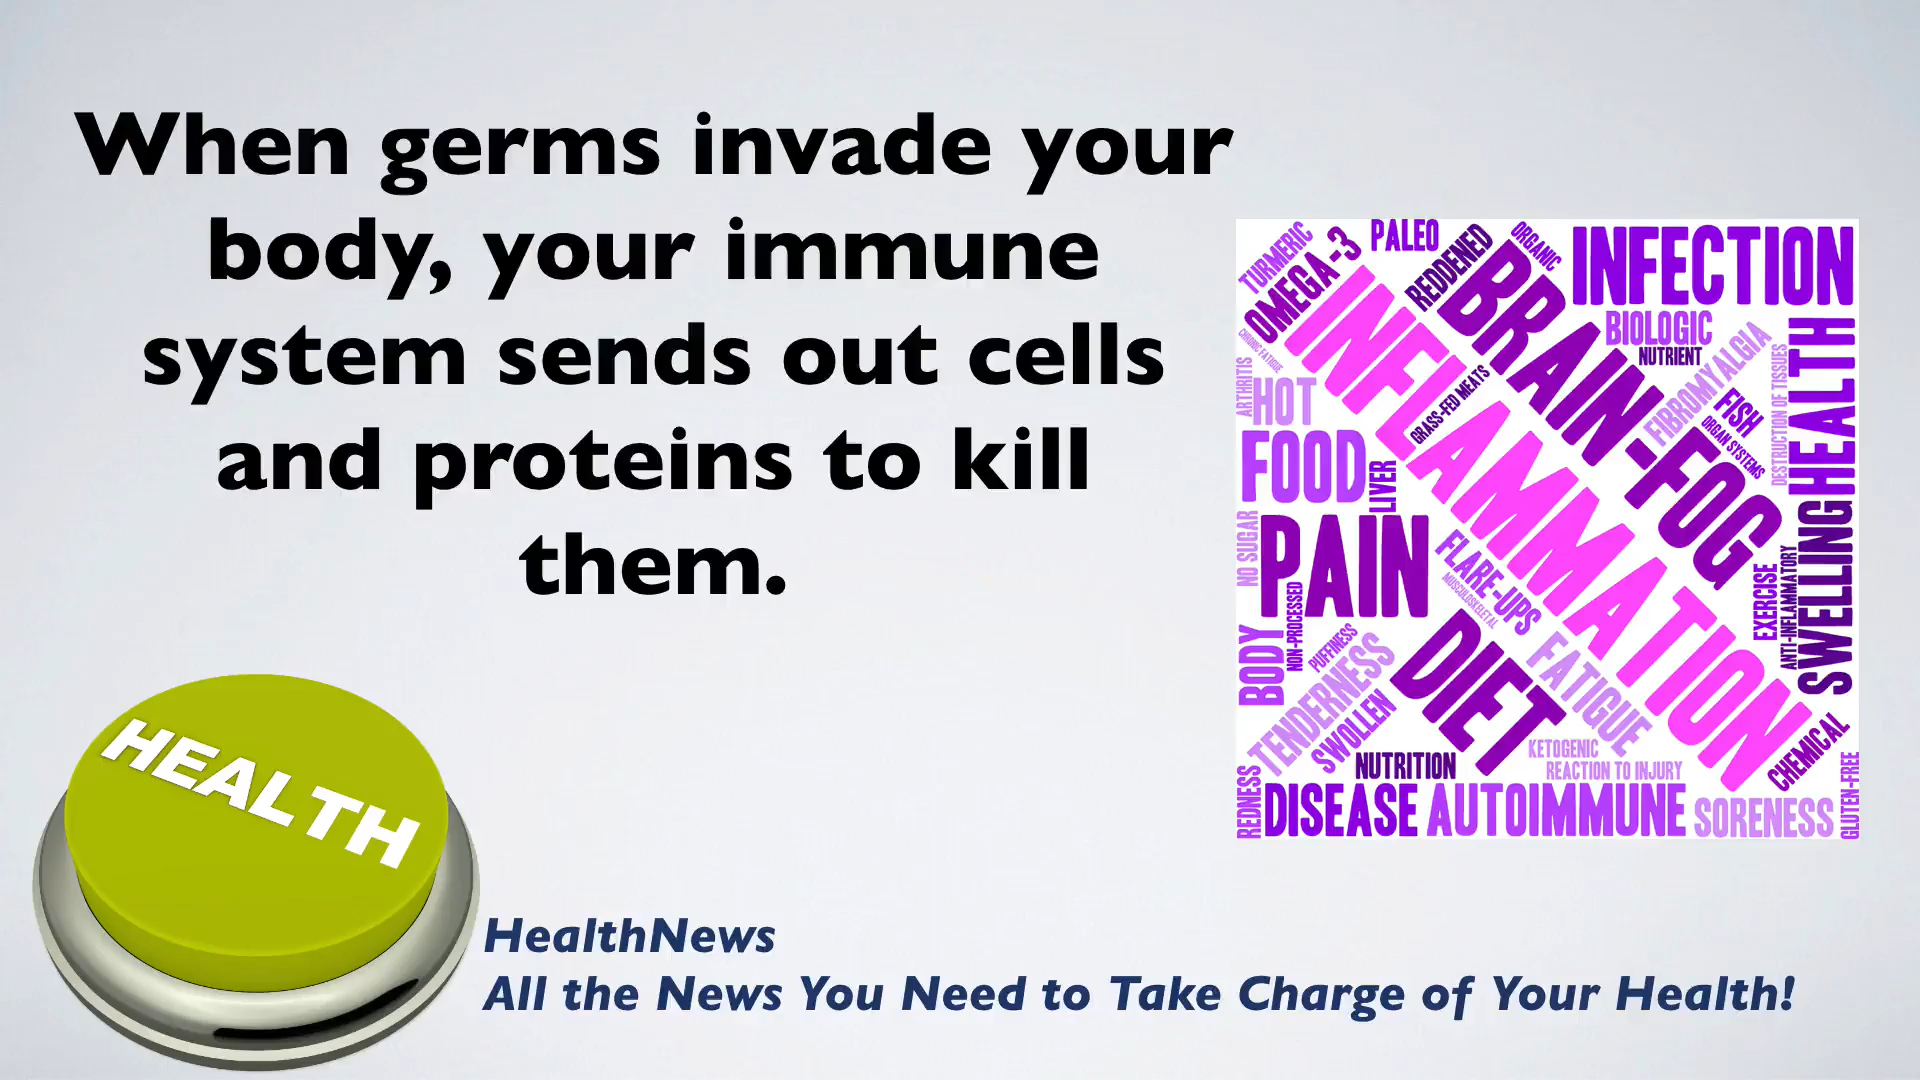 When germs invade your
body, your immune
system sends out cells
and proteins to kill
them.
TURMERIC
OMEGA-3
PALEO
REDDENED
ORGANIC
BRAIN-FOG
INFECTION
BIOLOGIC
NUTRIENT
FIBROMYALGIA
FISH
ORGAN SYSTEMS
DESTRUCTION OF TISSUES
HEALTH
CHRONIC FATIGUE
ARTHRITIS
HOT
INFLAMMATION
GRASS-FED MEATS
FOOD
LIVER
NO SUGAR
PAIN
FLARE-UPS
MUSCULOSKELETAL
EXERCISE
ANTI-INFLAMMATORY
SWELLING
BODY
NON-PROCESSED
PUFFINESS
TENDERNESS
SWOLLEN
DIET
FATIGUE
KETOGENIC
REACTION TO INJURY
CHEMICAL
NUTRITION
REDNESS
DISEASE
AUTOIMMUNE
SORENESS
GLUTEN-FREE
HEALTH
HealthNews
All the News You Need to Take Charge of Your Health!